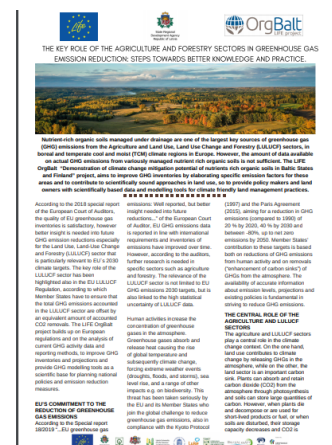 Life
State Regional
Development Agency
Republic of Latvia
OrgBalt
LIFE project
THE KEY ROLE OF THE AGRICULTURE AND FORESTRY SECTORS IN GREENHOUSE GAS
EMISSION REDUCTION: STEPS TOWARDS BETTER KNOWLEDGE AND PRACTICE.
Nutrient-rich organic soils managed under drainage are one of the largest key sources of greenhouse gas
(GHG) emissions from the Agriculture and Land Use, Land Use Change and Forestry (LULUCF) sectors, in
boreal and temperate cool and moist (TCM) climate regions in Europe. However, the amount of data available
on actual GHG emissions from variously managed nutrient rich organic soils is not sufficient. The LIFE
OrgBalt "Demonstration of climate change mitigation potential of nutrients rich organic soils in Baltic States
and Finland" project, aims to improve GHG inventories by elaborating specific emission factors for these
areas and to contribute to scientifically sound approaches in land use, so to provide policy makers and land
owners with scientifically based data and modelling tools for climate friendly land management practices.
According to the 2019 special report
of the European Court of Auditors,
the quality of EU greenhouse gas
inventories is satisfactory, however
better insight is needed into future
GHG emission reductions especially
for the Land Use, Land-Use Change
and Forestry (LULUCF) sector that
is particularly relevant to EU´s 2030
climate targets. The key role of the
LULUCF sector has been
highlighted also in the EU LULUCF
Regulation, according to which
Member States have to ensure that
the total GHG emissions accounted
in the LULUCF sector are offset by
an equivalent amount of accounted
CO2 removals. The LIFE OrgBalt
project builds up on European
regulations and on the analysis of
current GHG activity data and
reporting methods, to improve GHG
inventories and projections and
provide GHG modelling tools as a
scientific base for planning national
policies and emission reduction
measures.
EU'S COMMITMENT TO THE
REDUCTION OF GREENHOUSE
GAS EMISSIONS
According to the Special report
18/2019 "...EU greenhouse gas
emissions: Well reported, but better
insight needed into future
reductions..." of the European Court
of Auditor, EU GHG emissions data
is reported in line with international
requirements and inventories of
emissions have improved over time.
However, according to the auditors,
further research is needed in
specific sectors such as agriculture
and forestry. The relevance of the
LULUCF sector is not limited to EU
GHG emissions 2030 targets, but is
also linked to the high statistical
uncertainty of LULUCF data.
Human activities increase the
concentration of greenhouse
gases in the atmosphere.
Greenhouse gases absorb and
release heat causing the rise
of global temperature and
subsequently climate change,
forcing extreme weather events
(droughts, floods, and storms), sea
level rise, and a range of other
impacts e.g. on biodiversity. This
threat has been taken seriously by
the EU and its Member States who
join the global challenge to reduce
greenhouse gas emissions, also in
compliance with the Kyoto Protocol
(1997) and the Paris Agreement
(2015), aiming for a reduction in GHG
emissions (compared to 1990) of
20 % by 2020, 40 % by 2030 and
between -80%, up to net zero
emissions by 2050. Member States'
contribution to these targets is based
both on reductions of GHG emissions
from human activity and on removals
("enhancement of carbon sinks") of
GHGs from the atmosphere. The
availability of accurate information
about emission levels, projections and
existing policies is fundamental in
striving to reduce GHG emissions.
THE CENTRAL ROLE OF THE
AGRICULTURE AND LULUCF
SECTORS
The agriculture and LULUCF sectors
play a central role in the climate
change context. On the one hand,
land use contributes to climate
change by releasing GHGs in the
atmosphere, while on the other, the
land sector is an important carbon
sink. Plants can absorb and retain
carbon dioxide (CO2) from the
atmosphere through photosynthesis
and soils can store large quantities of
carbon. However, when plants die
and decompose or are used for
short-lived products or fuel, or when
soils are disturbed, their storage
capacity decreases and CO2 is